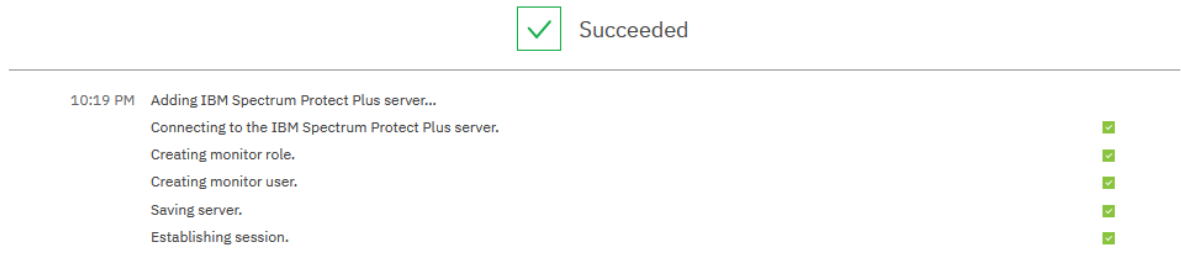 Succeeded
10:19 PM Adding IBM Spectrum Protect Plus server...
Connecting to the IBM Spectrum Protect Plus server.
Creating monitor role.
Creating monitor user.
Saving server.
Establishing session.